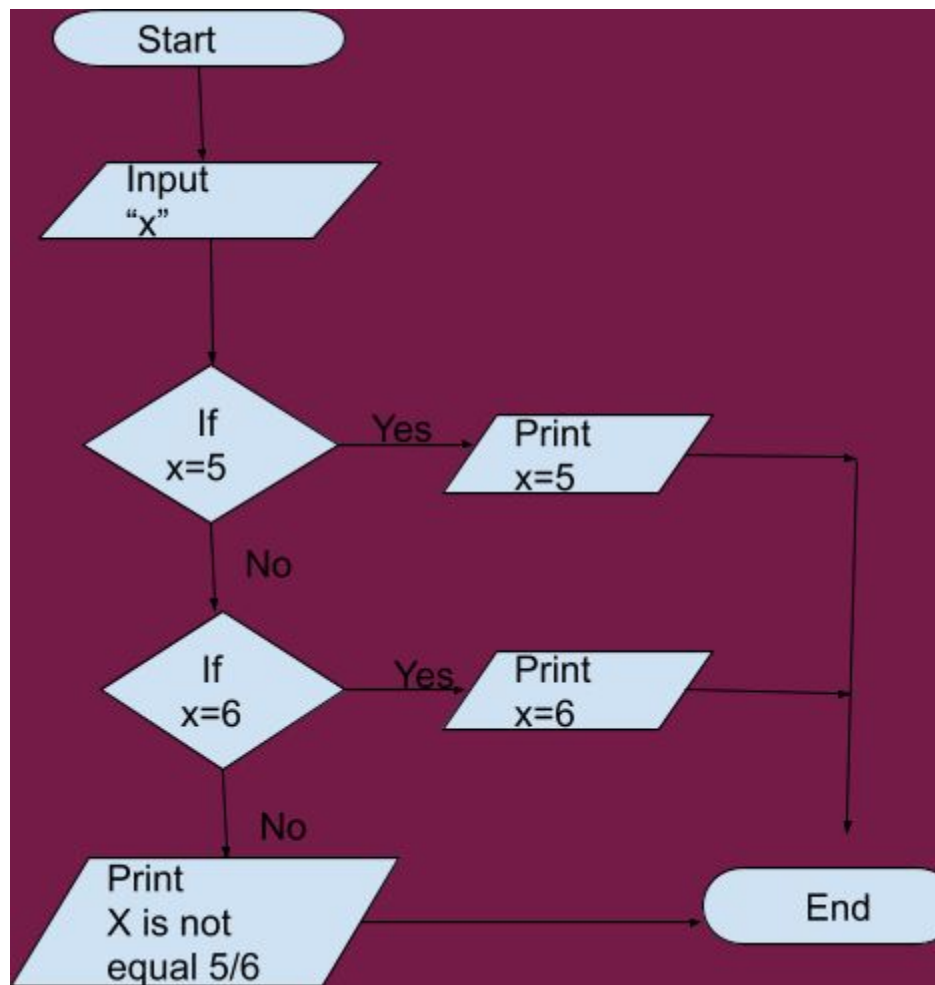 Start
Input
“x”
If
x=5
Yes
Print
x=5
No
If
x=6
Yes
Print
x=6
No
Print
X is not
equal 5/6
End